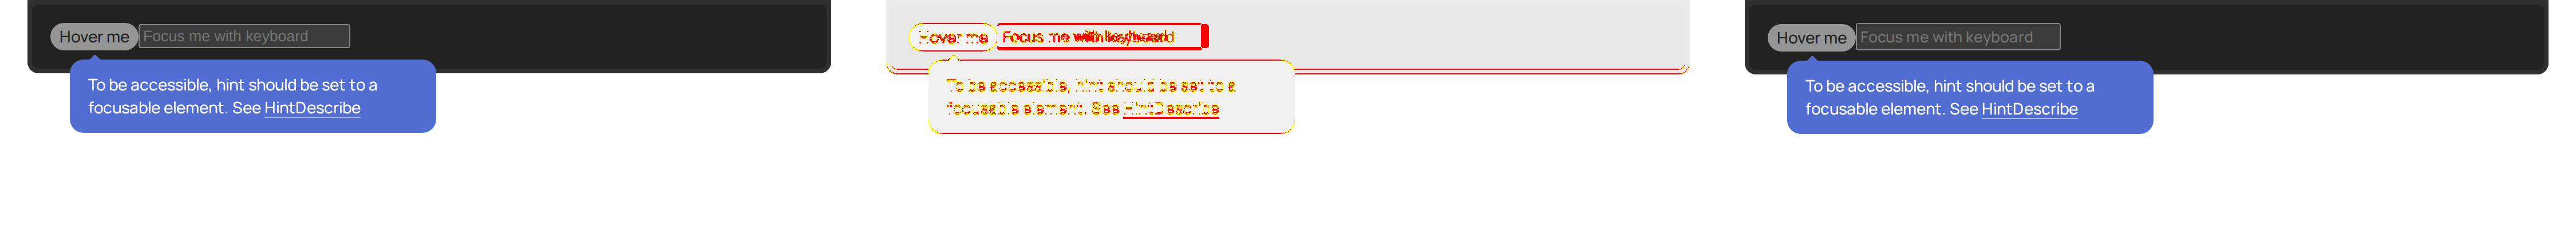 Hover me Focus me with keyboard
To be accessible, hint should be set to a
focusable element. See HintDescribe
Hover me Focus me with keyboard
To be accessible, hint should be set to a
focusable element. See HintDescribe
Hover me Focus me with keyboard
To be accessible, hint should be set to a
focusable element. See HintDescribe